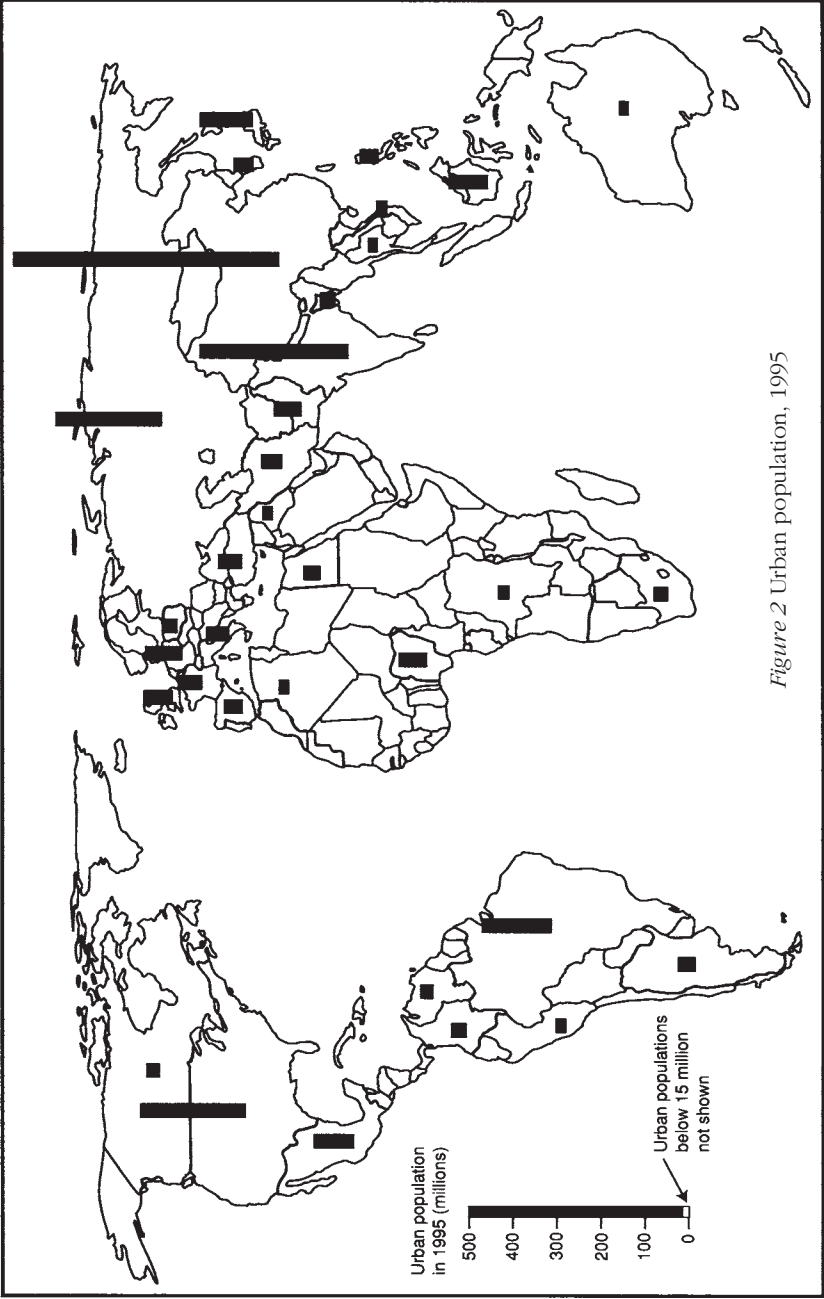 Urban population
in 1995 (millions)
500
400
300
200
100
0
Urban populations
below 15 million
not shown
Figure 2 Urban population, 1995